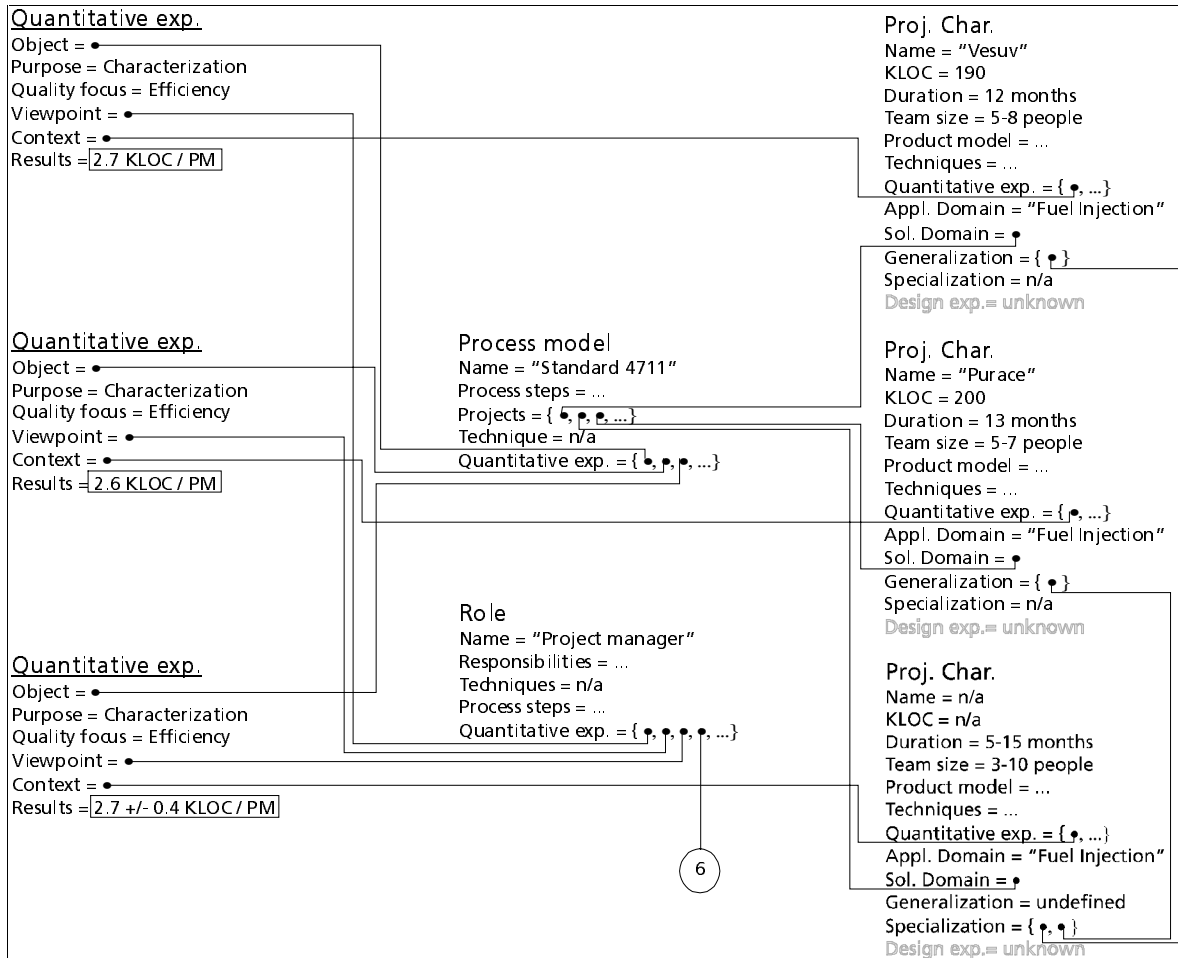 Quantitative exp.
Object =
Purpose = Characterization
Quality focus = Efficiency
Viewpoint =
Context =
Results = 2.7 KLOC / PM
Quantitative exp.
Object =
Purpose = Characterization
Quality focus = Efficiency
Viewpoint =
Context =
Results = 2.6 KLOC / PM
Quantitative exp.
Object =
Purpose = Characterization
Quality focus = Efficiency
Viewpoint =
Context =
Results = 2.7 +/- 0.4 KLOC / PM
Process model
Name = “Standard 4711”
Process steps = ...
Projects = { •, •, •, ...}
Technique = n/a
Quantitative exp. = { •, •, •, ...}
Role
Name = “Project manager”
Responsibilities = ...
Techniques = n/a
Process steps = ...
Quantitative exp. = { •, •, •, •, ...}
6
Proj. Char.
Name = “Vesuv”
KLOC = 190
Duration = 12 months
Team size = 5-8 people
Product model = ...
Techniques = ...
Quantitative exp. = { •, ...}
Appl. Domain = “Fuel Injection”
Sol. Domain =
Generalization = { • }
Specialization = n/a
Design exp.= unknown
Proj. Char.
Name = “Purace”
KLOC = 200
Duration = 13 months
Team size = 5-7 people
Product model = ...
Techniques = ...
Quantitative exp. = { •, ...}
Appl. Domain = “Fuel Injection”
Sol. Domain =
Generalization = { • }
Specialization = n/a
Design exp.= unknown
Proj. Char.
Name = n/a
KLOC = n/a
Duration = 5-15 months
Team size = 3-10 people
Product model = ...
Techniques = ...
Quantitative exp. = { •, ...}
Appl. Domain = “Fuel Injection”
Sol. Domain =
Generalization = undefined
Specialization = { •, • }
Design exp.= unknown